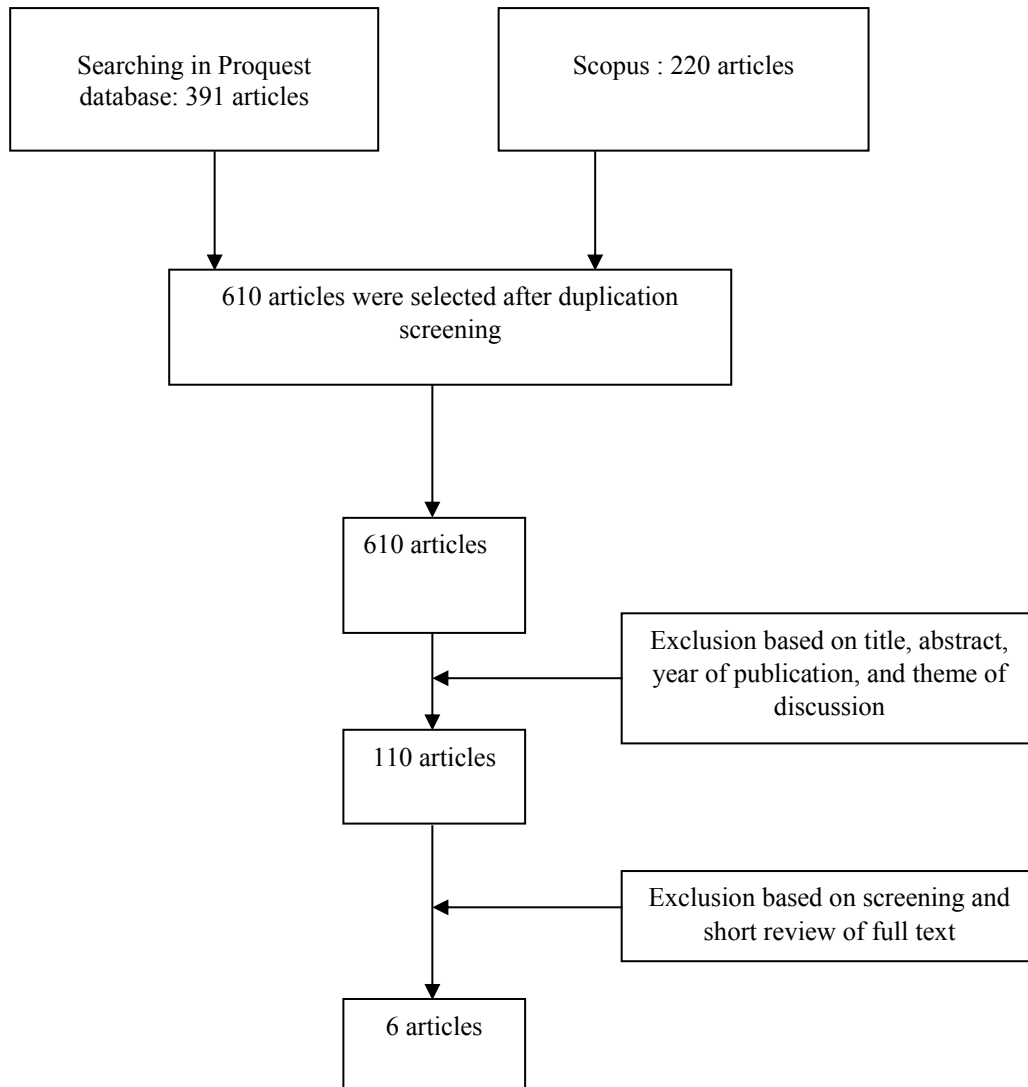 Searching in Proquest
database: 391 articles
Scopus : 220 articles
610 articles were selected after duplication
screening
610 articles
Exclusion based on title, abstract,
year of publication, and theme of
discussion
110 articles
Exclusion based on screening and
short review of full text
6 articles